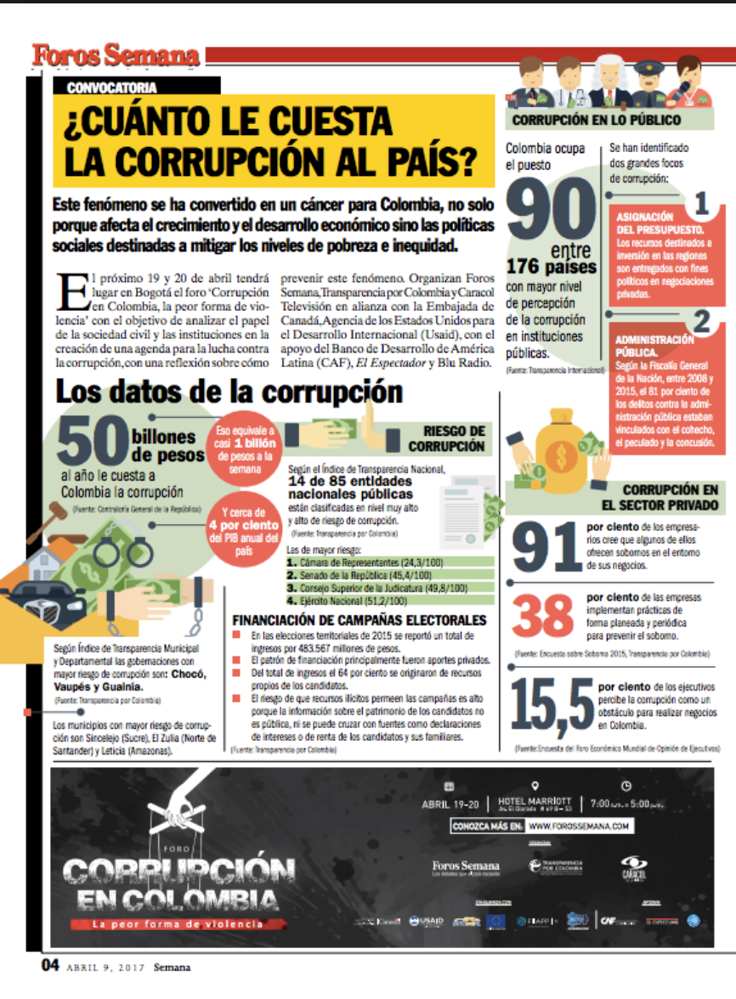 Foros Semana
CONVOCATORIA
¿CUÁNTO LE CUESTA
LA CORRUPCIÓN AL PAÍS?
Este fenómeno se ha convertido en un cáncer para Colombia, no solo
porque afecta el crecimiento y el desarrollo económico sino las políticas
sociales destinadas a mitigar los niveles de pobreza e inequidad.
El próximo 19 y 20 de abril tendrá
lugar en Bogotá el foro 'Corrupción
en Colombia, la peor forma de vio-
lencia' con el objetivo de analizar el papel
de la sociedad civil y las instituciones en la
creación de una agenda para la lucha contra
la corrupción, con una reflexión sobre cómo
prevenir este fenómeno. Organizan Foros
Semana, Transparencia por Colombia y Caracol
Televisión en alianza con la Embajada de
Canadá, Agencia de los Estados Unidos para
el Desarrollo Internacional (Usaid), con el
apoyo del Banco de Desarrollo de América
Latina (CAF), El Espectador y Blu Radio.
Los datos de la corrupción
50 billones
de pesos
al año le cuesta a
Colombia la corrupción
(Fuente: Contraloría General de la República)
Eso equivale a
casi 1 billón
de pesos a la
semana
Y cerca de
4 por ciento
del PIB anual del
país
Según Índice de Transparencia Municipal
y Departamental las gobernaciones con
mayor riesgo de corrupción son: Chocó,
Vaupés y Guainía.
(Fuente: Transparencia por Colombia)
Los municipios con mayor riesgo de corrup-
ción son Sincelejo (Sucre), El Zulia (Norte de
Santander) y Leticia (Amazonas).
RIESGO DE
CORRUPCIÓN
Según el Índice de Transparencia Nacional,
14 de 85 entidades
nacionales públicas
están clasificadas en nivel muy alto
y alto de riesgo de corrupción.
(Fuente: Transparencia por Colombia)
Las de mayor riesgo:
1. Cámara de Representantes (24,3/100)
2. Senado de la República (45,4/100)
3. Consejo Superior de la Judicatura (49,8/100)
4. Ejército Nacional (51,2/100)
FINANCIACIÓN DE CAMPAÑAS ELECTORALES
En las elecciones territoriales de 2015 se reportó un total de
ingresos por 483.567 millones de pesos.
El patrón de financiación principalmente fueron aportes privados.
Del total de ingresos el 64 por ciento se originaron de recursos
propios de los candidatos.
El riesgo de que recursos ilícitos permeen las campañas es alto
porque la información sobre el patrimonio de los candidatos no
es pública, ni se puede cruzar con fuentes como declaraciones
de intereses o de renta de los candidatos y sus familiares.
(Fuente: Transparencia por Colombia)
CORRUPCIÓN EN LO PÚBLICO
Colombia ocupa
el puesto
90
entre
176 países
con mayor nivel
de percepción
de la corrupción
en instituciones
públicas.
(Fuente: Transparencia Internacional)
Se han identificado
dos grandes focos
de corrupción:
1
ASIGNACIÓN
DEL PRESUPUESTO.
Los recursos destinados a
inversión en las regiones
son entregados con fines
políticos en negociaciones
privadas.
2
ADMINISTRACIÓN
PÚBLICA.
Según la Fiscalía General
de la Nación, entre 2008 y
2015, el 81 por ciento de
los delitos contra la admi-
nistración pública estaban
vinculados con el cohecho,
el peculado y la concusión.
CORRUPCIÓN EN
EL SECTOR PRIVADO
91 por ciento de los empresa-
rios cree que algunos de ellos
ofrecen sobornos en el entorno
de sus negocios.
38 por ciento de las empresas
implementan prácticas de
forma planeada y periódica
para prevenir el soborno.
(Fuente: Encuesta sobre Soborno 2015, Transparencia por Colombia)
15,5 por ciento de los ejecutivos
percibe la corrupción como un
obstáculo para realizar negocios
en Colombia.
(Fuente: Encuesta del Foro Económico Mundial de Opinión de Ejecutivos)
FORO
CORRUPCIÓN
EN COLOMBIA
La peor forma de violencia
ABRIL 19-20
HOTEL MARRIOTT
Av. El Dorado # 69 B - 53
7:00 a.m. a 5:00 p.m.
CONOZCA MÁS EN: WWW.FOROSSEMANA.COM
Foros Semana
TRANSPARENCIA
POR COLOMBIA
CARACOL
EN ALIANZA CON
Canadá
USAID
FIIAPP
CAF
EL ESPECTADOR
04 ABRIL 9, 2017 Semana